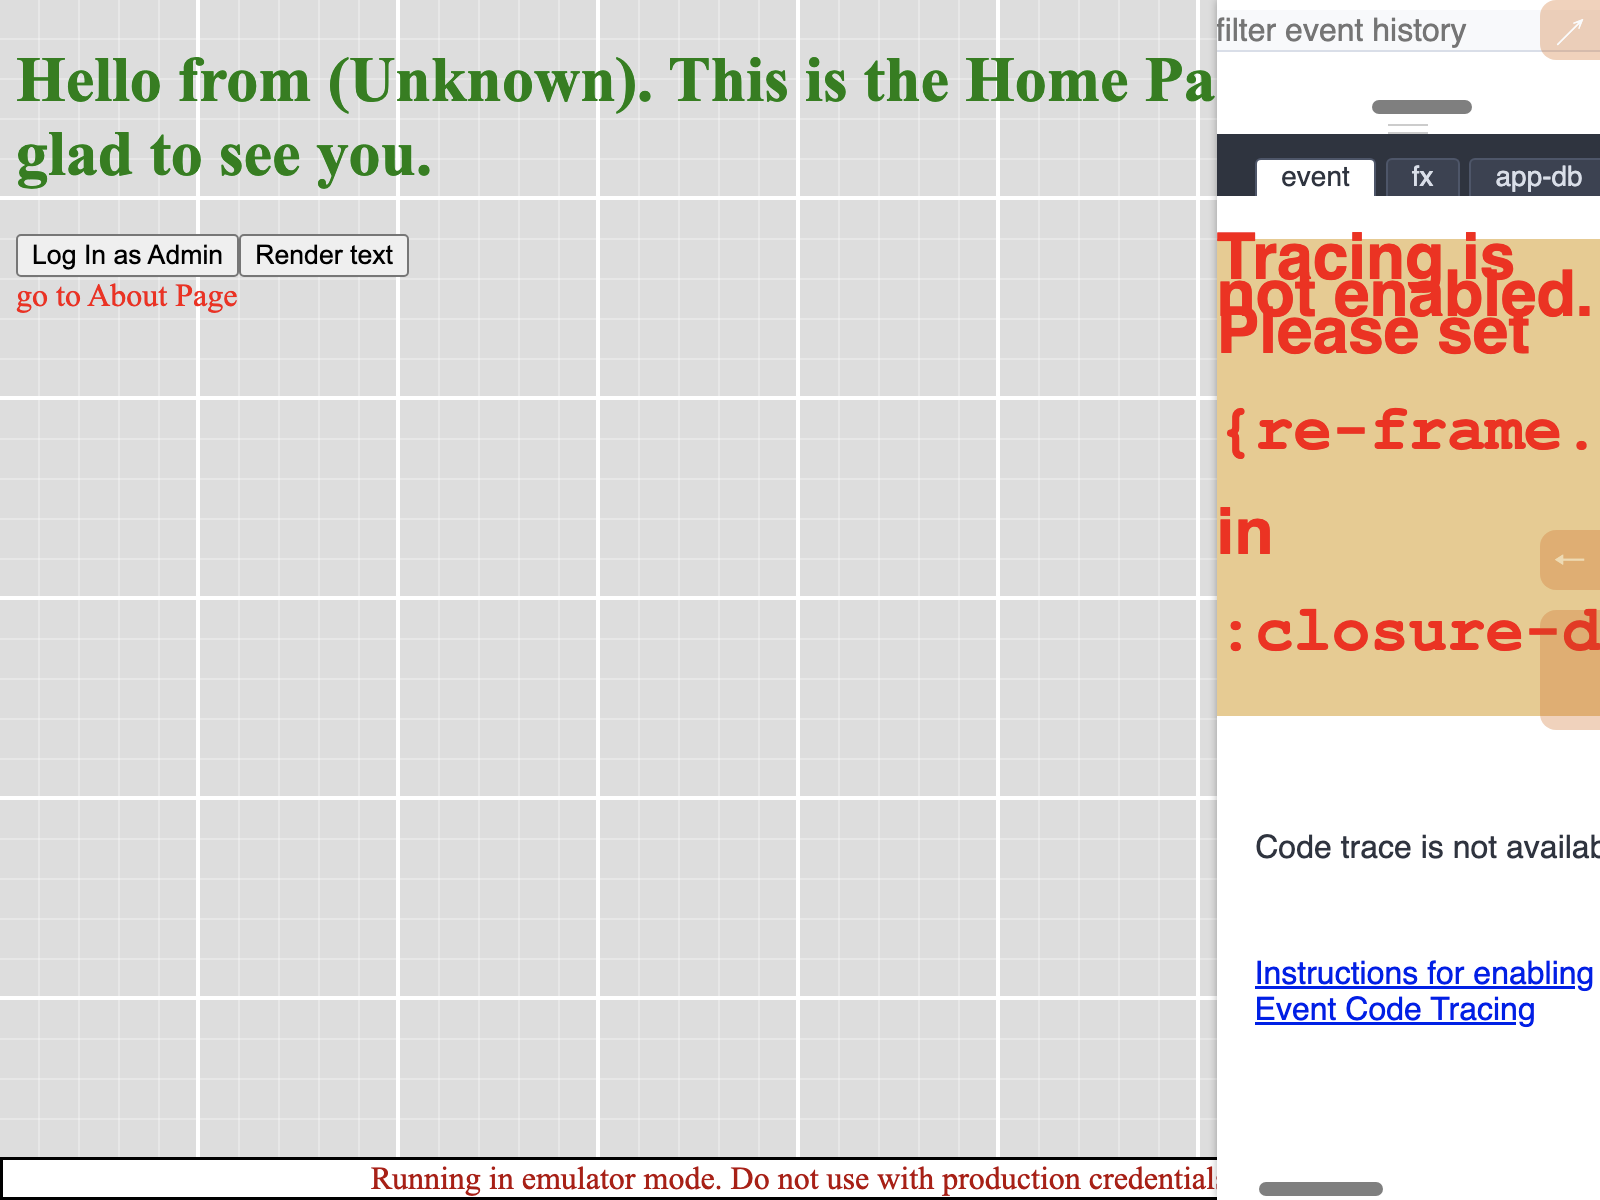 Hello from (Unknown). This is the Home Pa
glad to see you.
Log In as Admin
Render text
go to About Page
Running in emulator mode. Do not use with production credentials
filter event history
event
fx
app-db
Tracing is
not enabled.
Please set
{re-frame.
in
:closure-d
Code trace is not availab
Instructions for enabling
Event Code Tracing